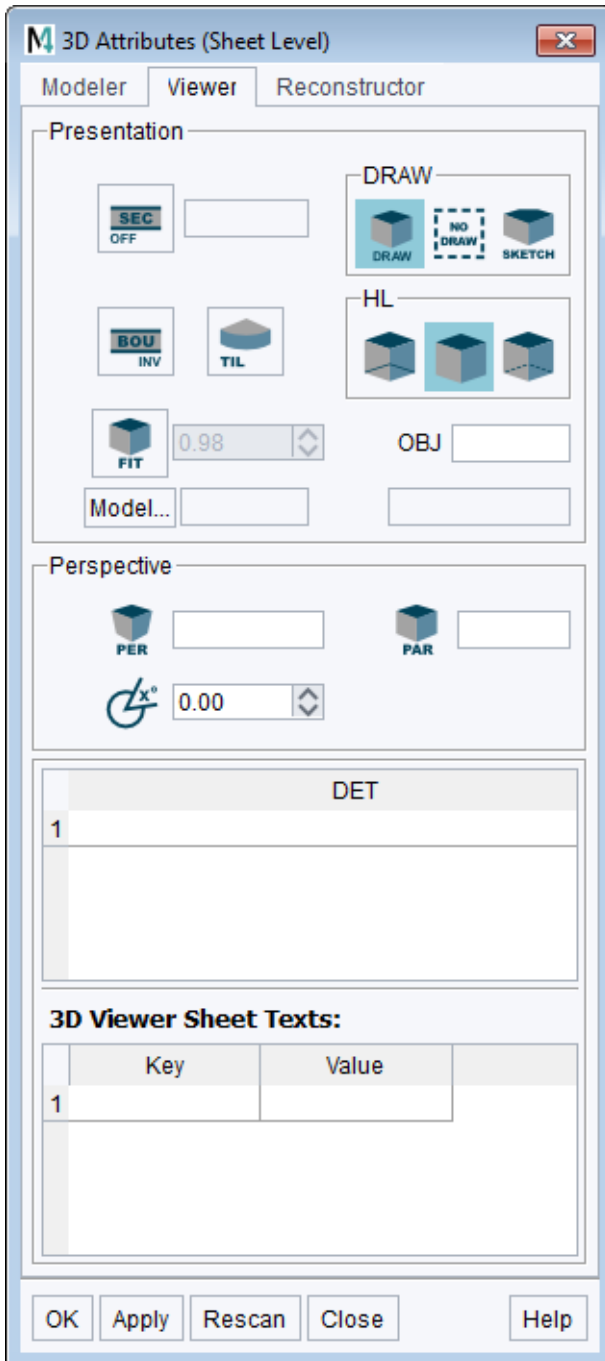 M4 3D Attributes (Sheet Level)
Modeler Viewer Reconstructor
Presentation
DRAW
SEC
OFF
DRAW
NO
DRAW
SKETCH
HL
BOU
INV
TIL
FIT
0.98
OBJ
Model...
Perspective
PER
PAR
x°
0.00
DET
1
3D Viewer Sheet Texts:
Key Value
1
OK Apply Rescan Close Help